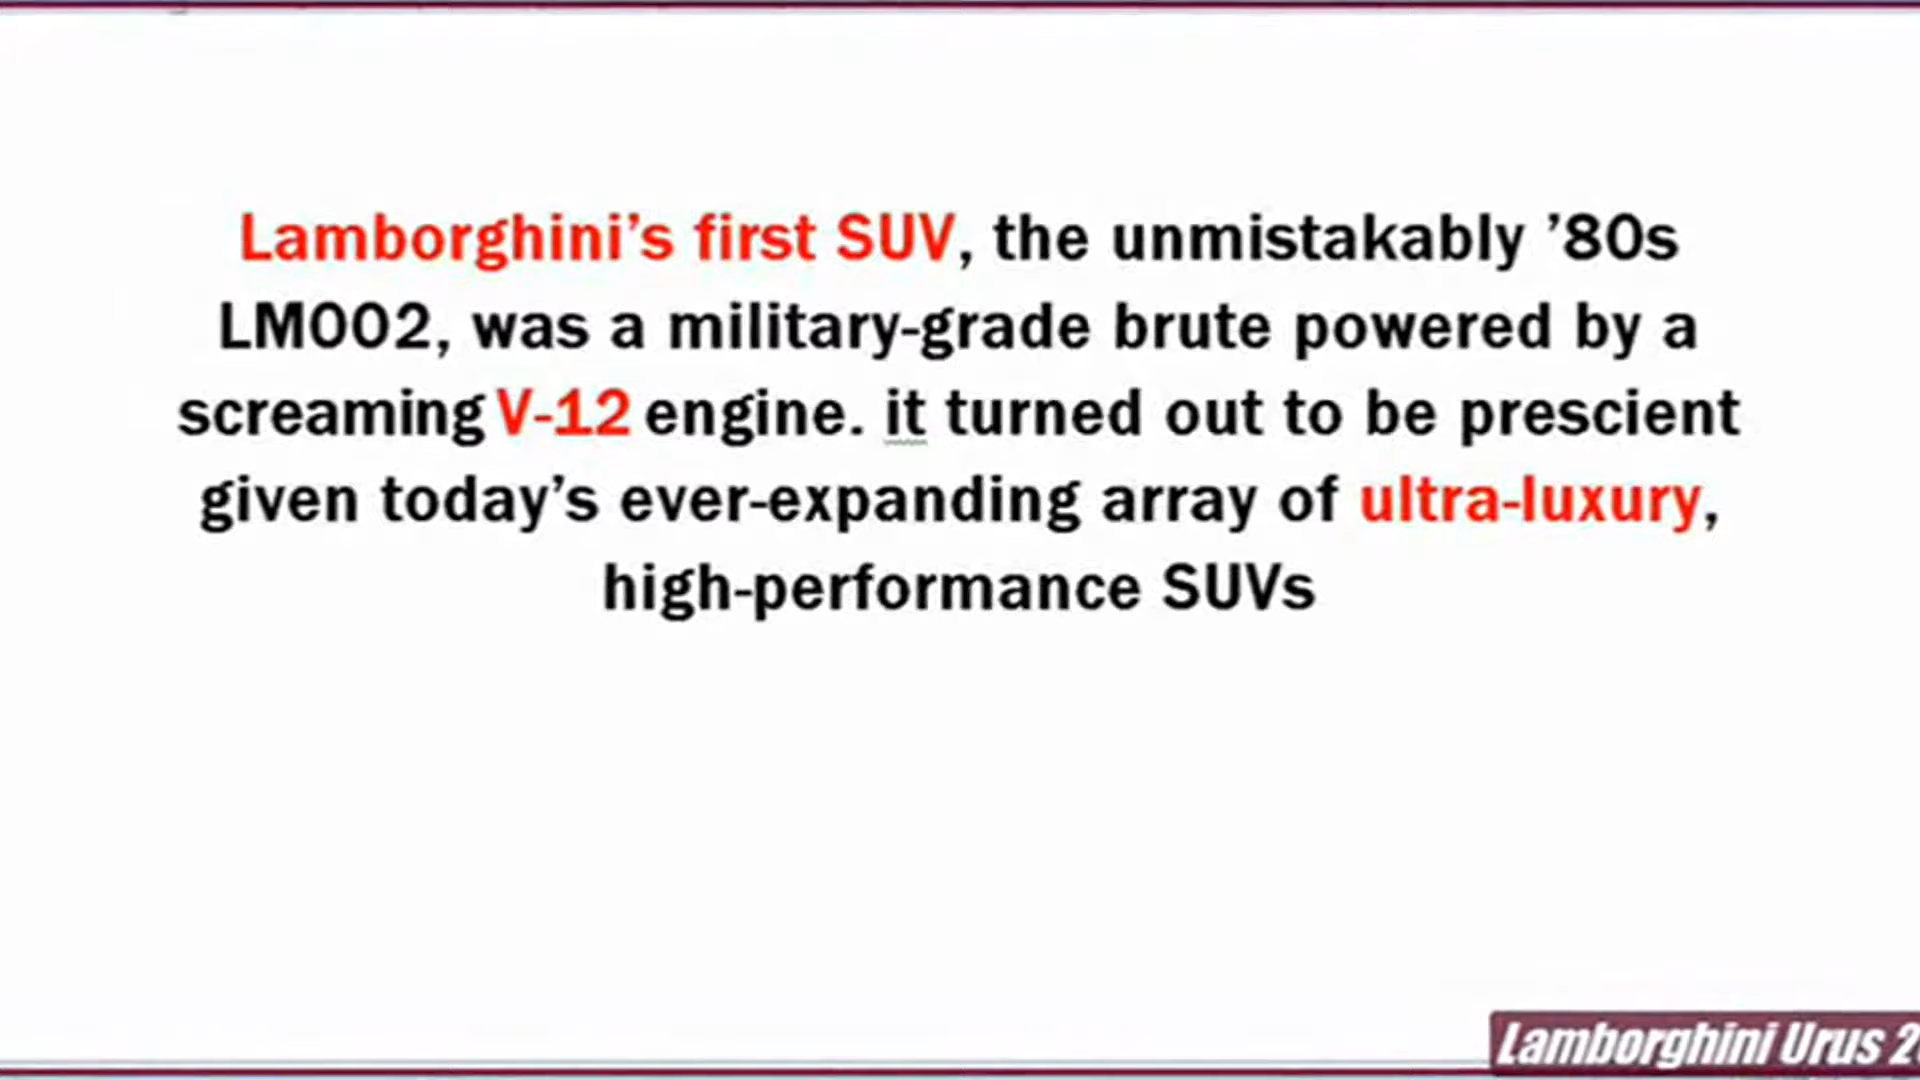 Lamborghini’s first SUV, the unmistakably ’80s
LM002, was a military-grade brute powered by a
screaming V-12 engine. it turned out to be prescient
given today’s ever-expanding array of ultra-luxury,
high-performance SUVs
Lamborghini Urus